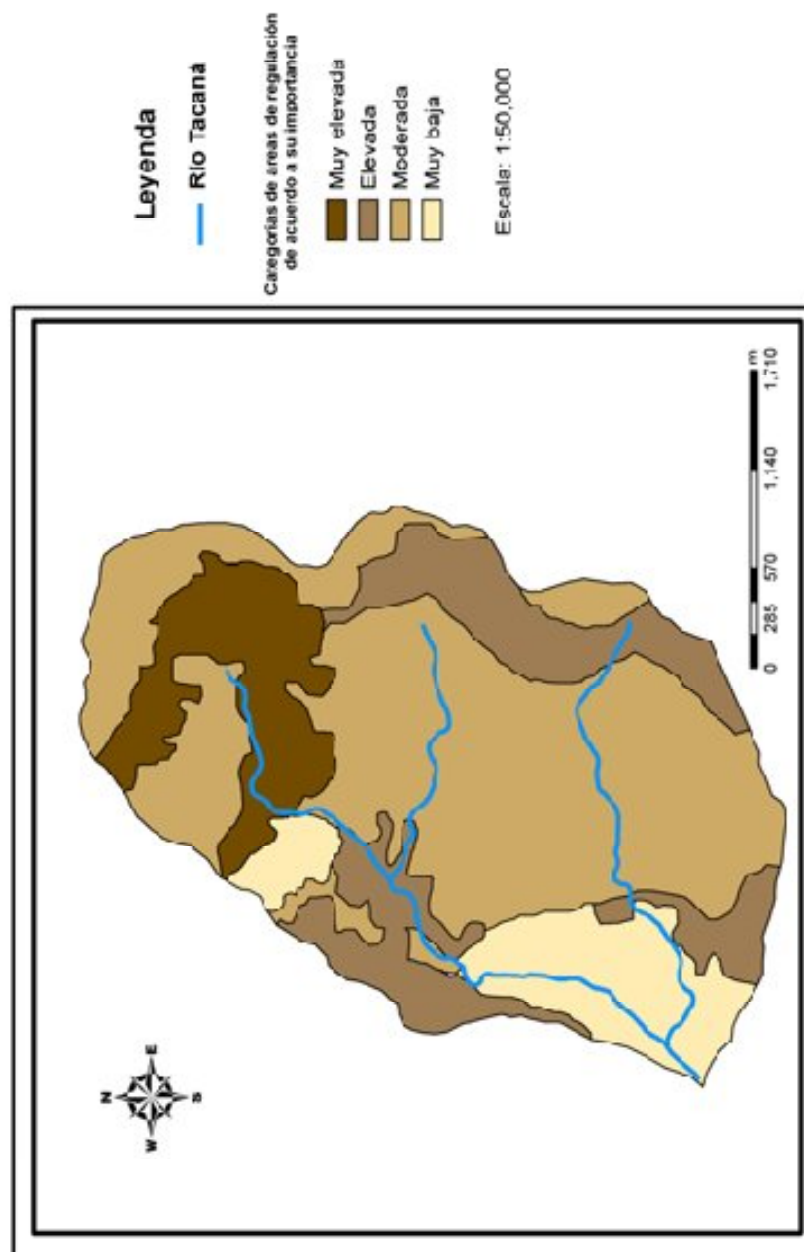 Leyenda
Río Tacaná
Categorías de áreas de regulación
de acuerdo a su importancia
Muy elevada
Elevada
Moderada
Muy baja
Escala: 1:50,000
N
W
E
S
m
0 285 570 1,140 1,710